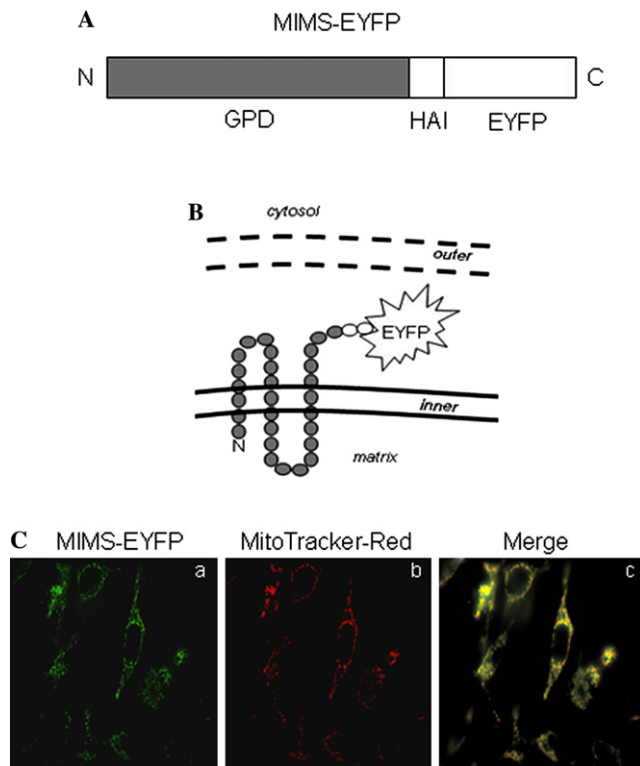 A
MIMS-EYFP
N
C
GPD
HAI
EYFP
B
cytosol
outer
EYFP
inner
N
matrix
C
MIMS-EYFP
MitoTracker-Red
Merge
a
b
c